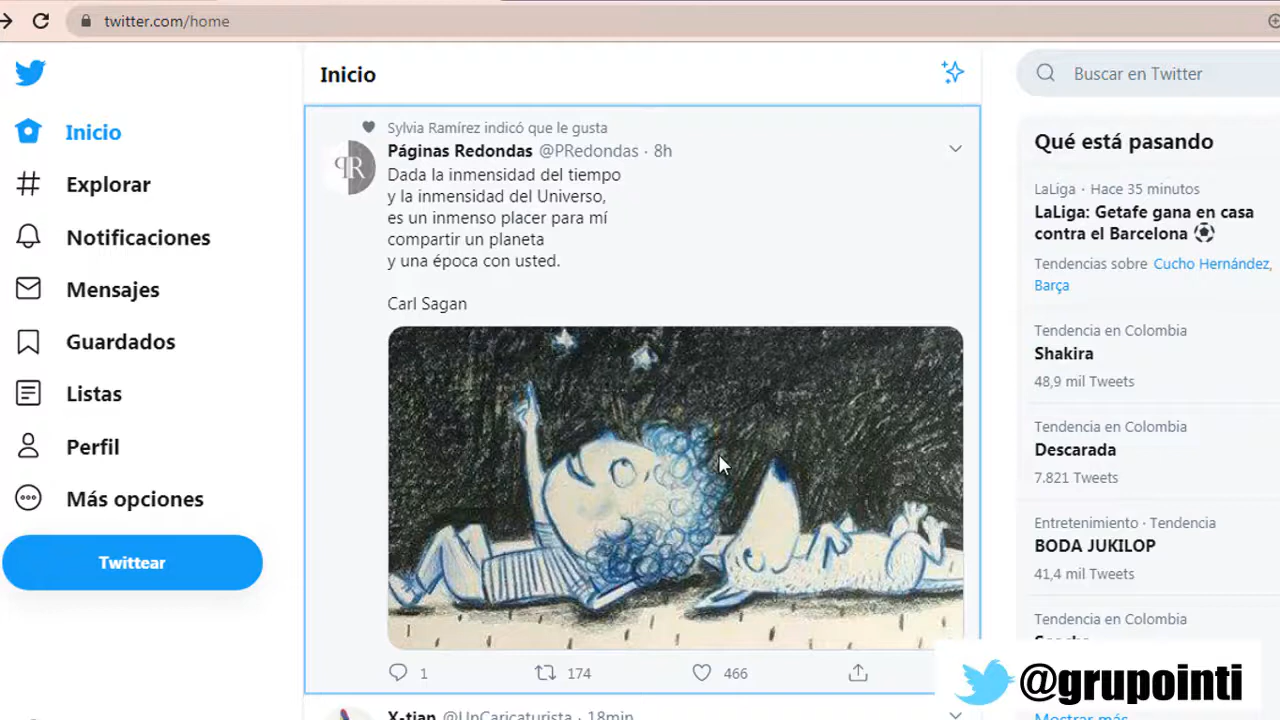 twitter.com/home
Inicio
Explorar
Notificaciones
Mensajes
Guardados
Listas
Perfil
Más opciones
Twittear
Inicio
Sylvia Ramírez indicó que le gusta
Páginas Redondas @PRedondas · 8h
Dada la inmensidad del tiempo
y la inmensidad del Universo,
es un inmenso placer para mí
compartir un planeta
y una época con usted.
Carl Sagan
1 174 466
X-tian @UnCaricaturista · 18min
Buscar en Twitter
Qué está pasando
LaLiga · Hace 35 minutos
LaLiga: Getafe gana en casa
contra el Barcelona ⚽
Tendencias sobre Cucho Hernández,
Barça
Tendencia en Colombia
Shakira
48,9 mil Tweets
Tendencia en Colombia
Descarada
7.821 Tweets
Entretenimiento · Tendencia
BODA JUKILOP
41,4 mil Tweets
Tendencia en Colombia
@grupointi
Mostrar más